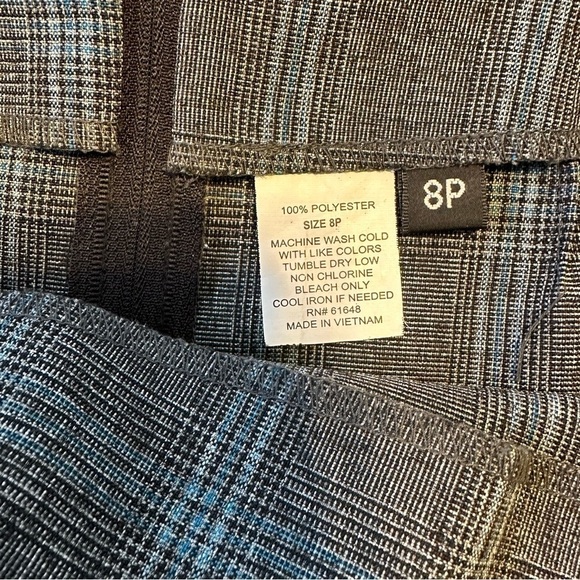 100% POLYESTER
SIZE 8P
MACHINE WASH COLD
WITH LIKE COLORS
TUMBLE DRY LOW
NON CHLORINE
BLEACH ONLY
COOL IRON IF NEEDED
RN# 61648
MADE IN VIETNAM
8P